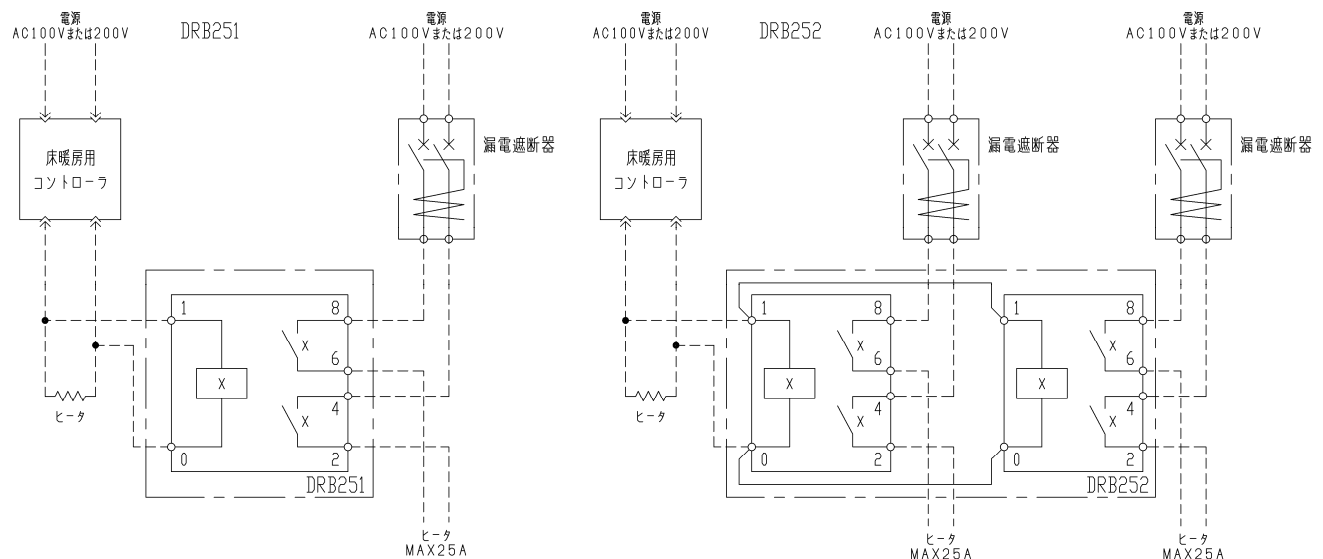 電源
AC100Vまたは200V
DRB251
電源
AC100Vまたは200V
床暖房用
コントローラ
漏電遮断器
1
8
X
6
X
4
X
0
2
ヒータ
DRB251
ヒータ
MAX25A
電源
AC100Vまたは200V
DRB252
電源
AC100Vまたは200V
電源
AC100Vまたは200V
床暖房用
コントローラ
漏電遮断器
漏電遮断器
1
8
X
6
X
4
X
0
2
1
8
X
6
X
4
X
0
2
ヒータ
DRB252
ヒータ
MAX25A
ヒータ
MAX25A